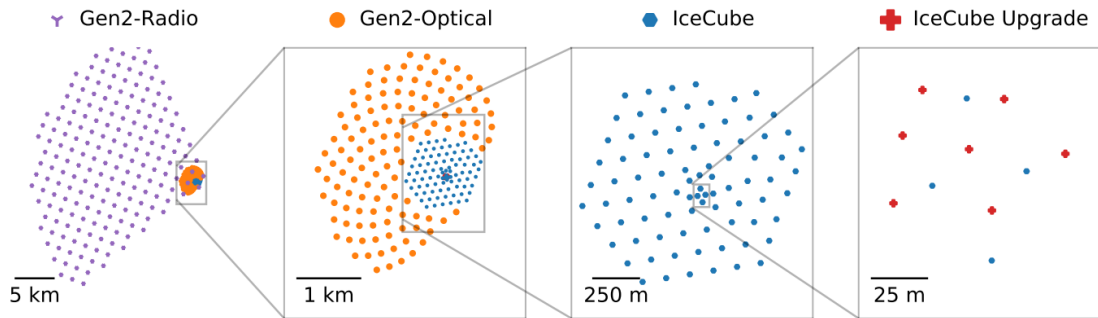 Gen2-Radio
Gen2-Optical
IceCube
IceCube Upgrade
5 km
1 km
250 m
25 m